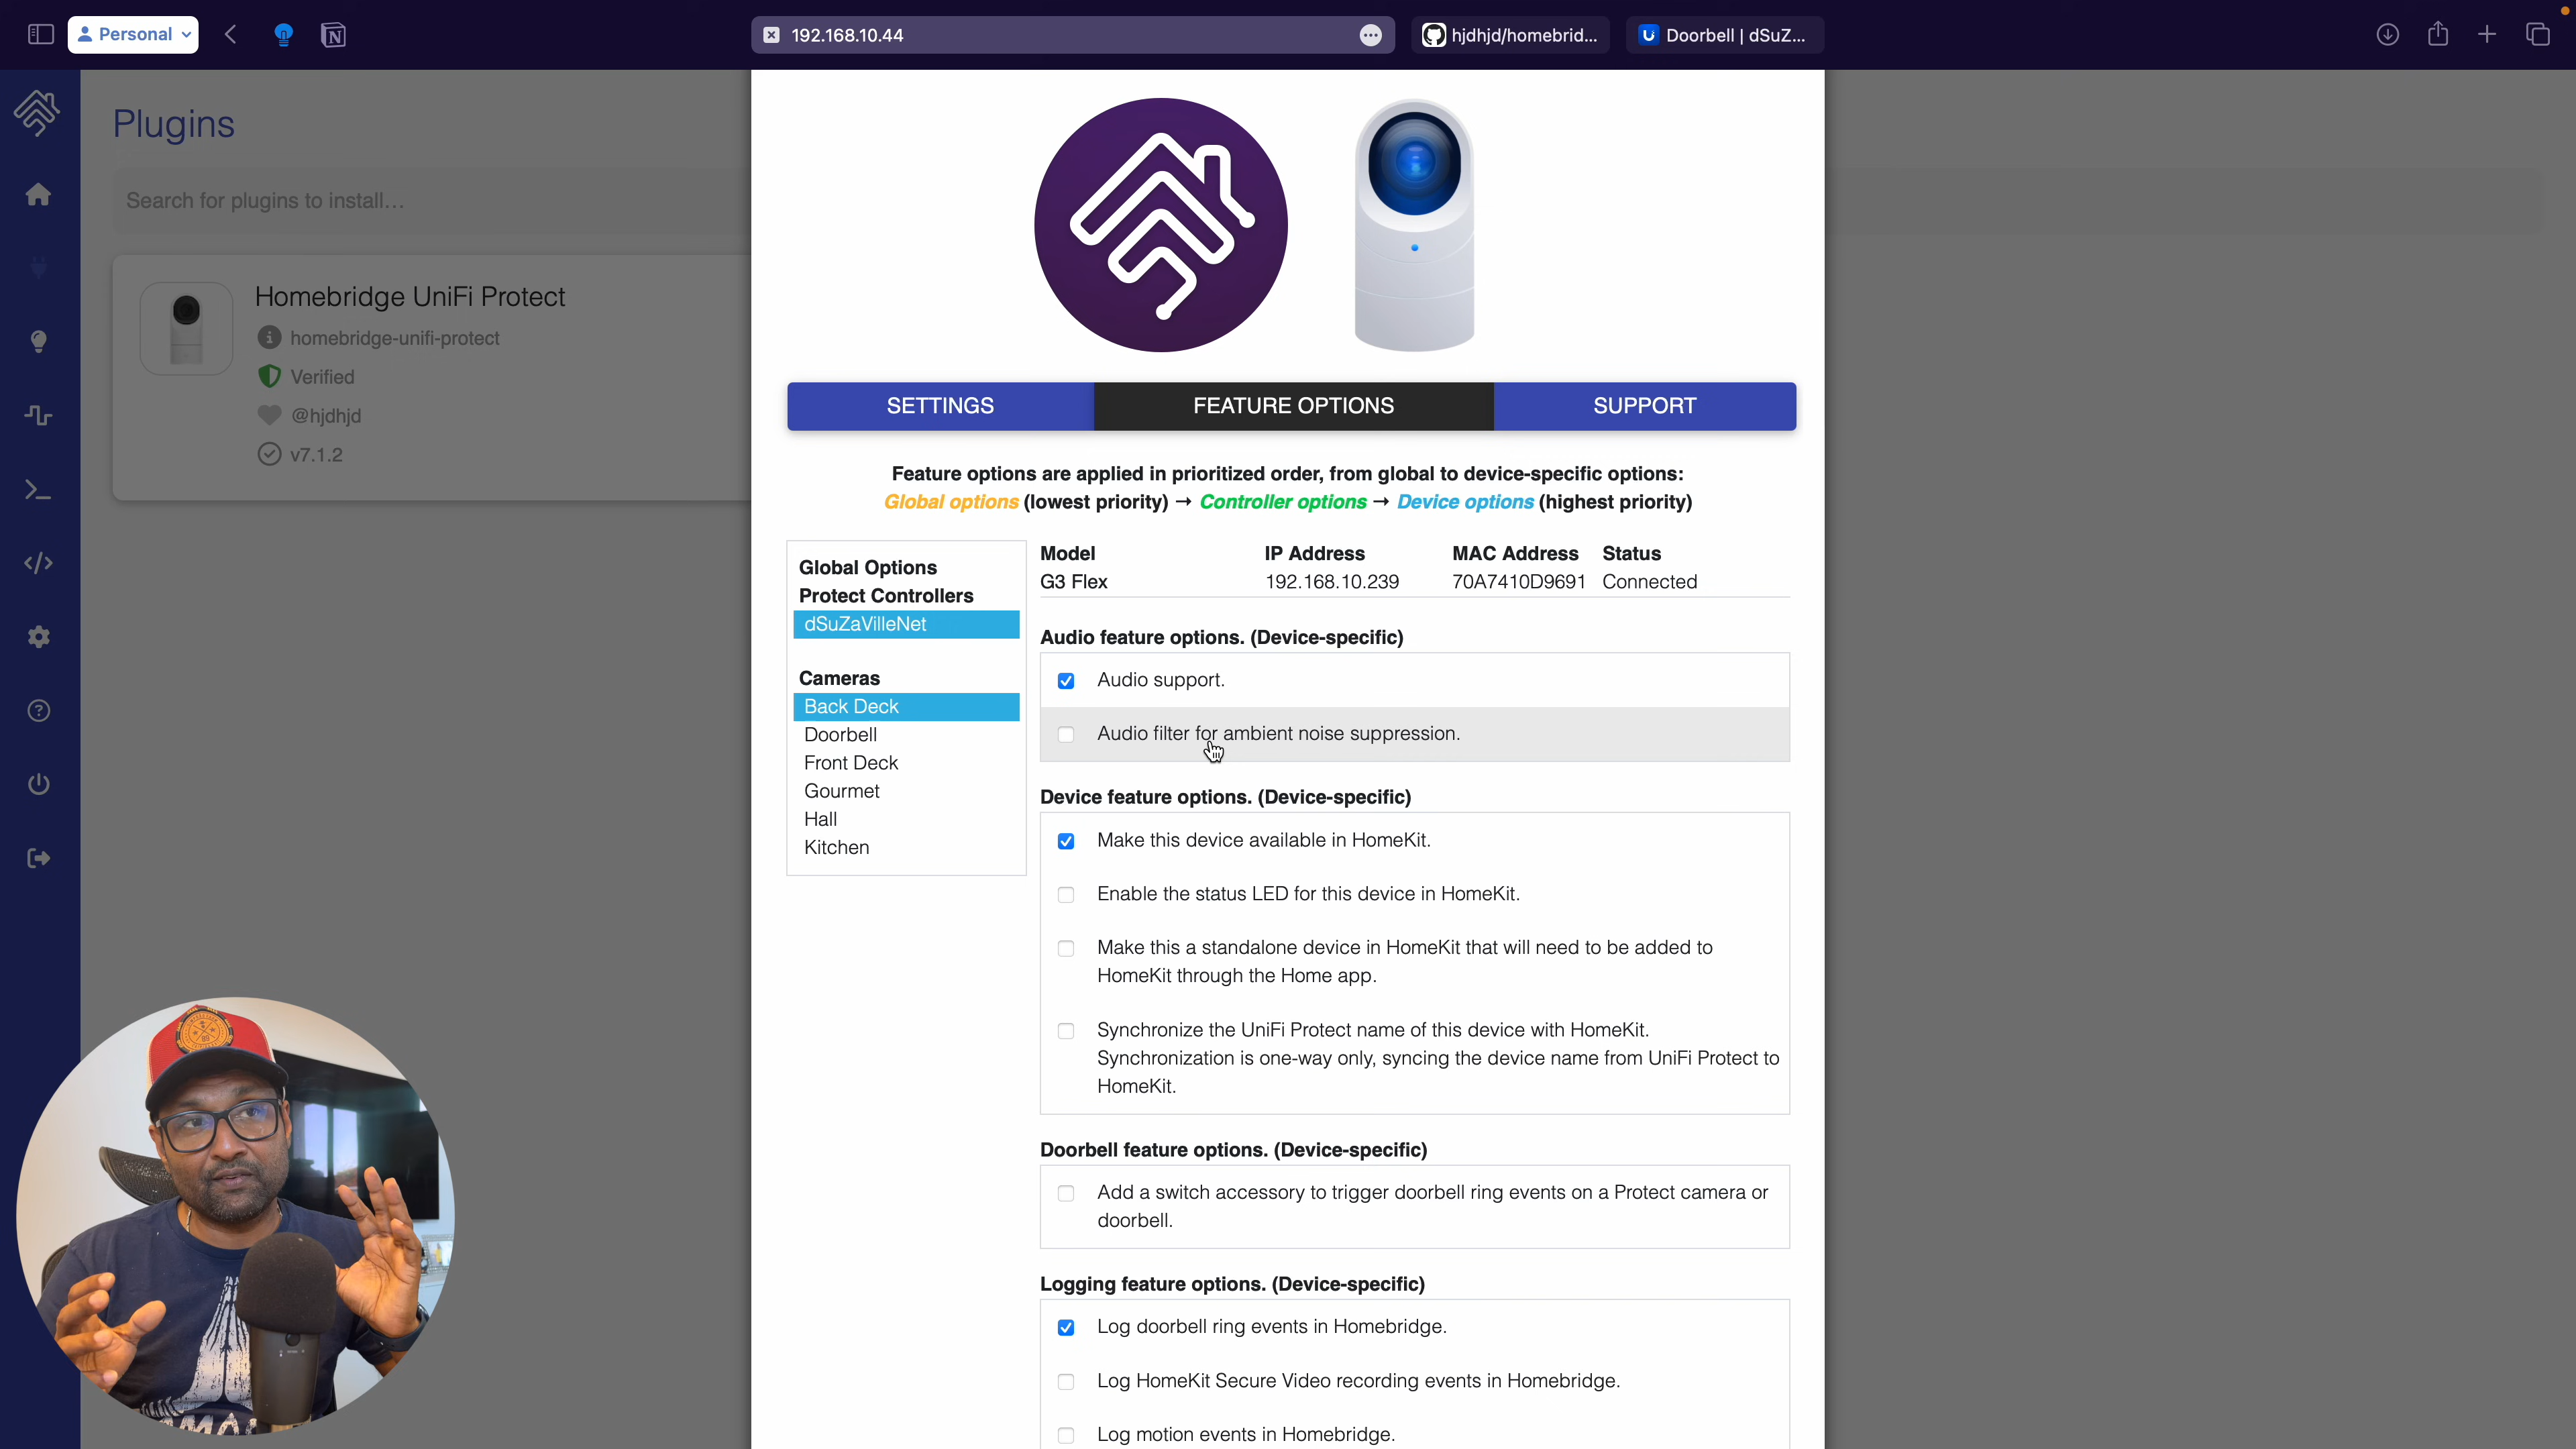 Personal
192.168.10.44
hjdhjd/homebrid...
Doorbell | dSuZ...
Plugins
Search for plugins to install...
Homebridge UniFi Protect
homebridge-unifi-protect
Verified
@hjdhjd
v7.1.2
SETTINGS
FEATURE OPTIONS
SUPPORT
Feature options are applied in prioritized order, from global to device-specific options:
Global options (lowest priority) → Controller options → Device options (highest priority)
Global Options
Protect Controllers
dSuZaVilleNet
Cameras
Back Deck
Doorbell
Front Deck
Gourmet
Hall
Kitchen
Model IP Address MAC Address Status
G3 Flex 192.168.10.239 70A7410D9691 Connected
Audio feature options. (Device-specific)
Audio support.
Audio filter for ambient noise suppression.
Device feature options. (Device-specific)
Make this device available in HomeKit.
Enable the status LED for this device in HomeKit.
Make this a standalone device in HomeKit that will need to be added to
HomeKit through the Home app.
Synchronize the UniFi Protect name of this device with HomeKit.
Synchronization is one-way only, syncing the device name from UniFi Protect to
HomeKit.
Doorbell feature options. (Device-specific)
Add a switch accessory to trigger doorbell ring events on a Protect camera or
doorbell.
Logging feature options. (Device-specific)
Log doorbell ring events in Homebridge.
Log HomeKit Secure Video recording events in Homebridge.
Log motion events in Homebridge.